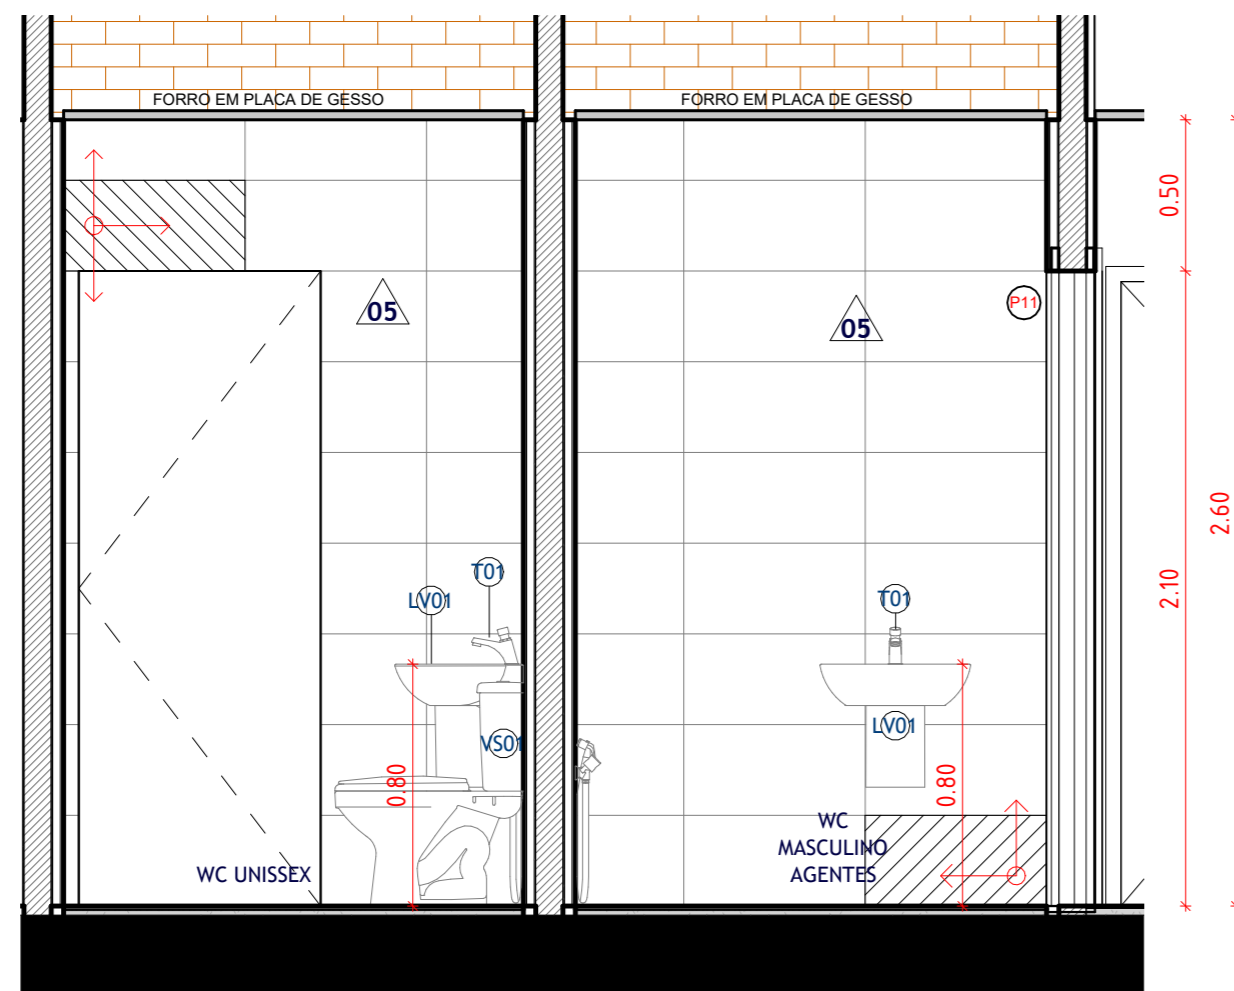 FORRO EM PLACA DE GESSO
FORRO EM PLACA DE GESSO
0.50
05
05
P11
2.60
2.10
T01
LV01
T01
LV01
VS01
0.80
0.80
WC UNISSEX
WC
MASCULINO
AGENTES